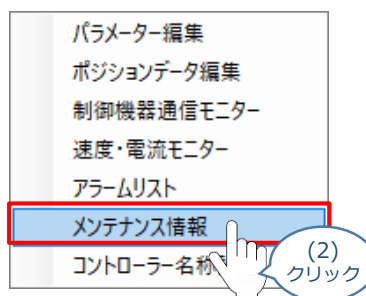 パラメーター編集
ポジションデータ編集
制御機器通信モニター
速度・電流モニター
アラームリスト
メンテナンス情報
コントローラー名称
(2)
クリック